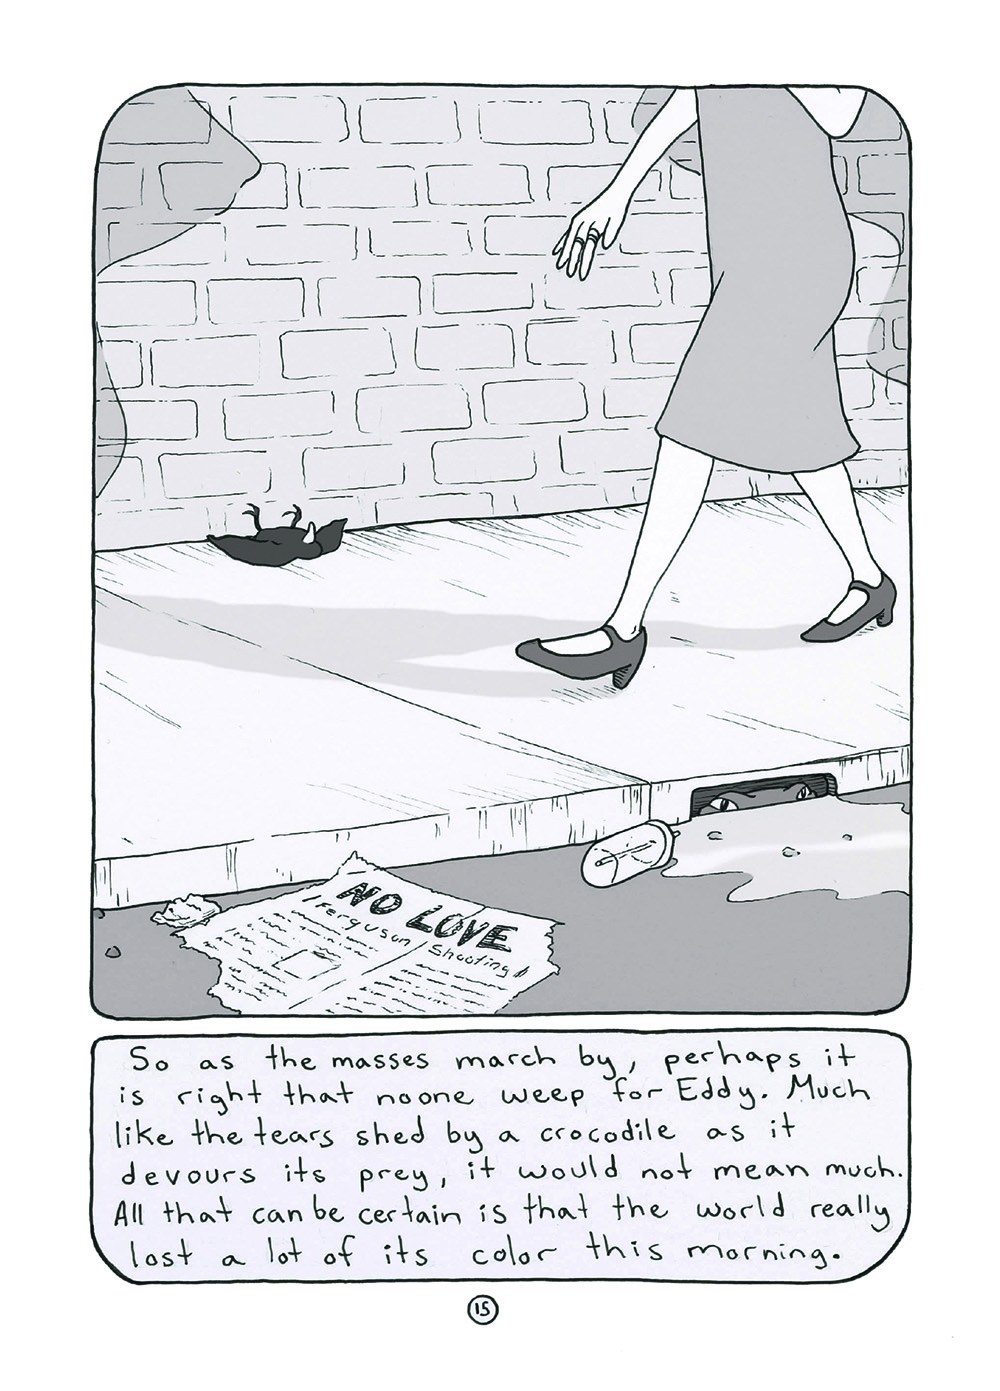 NO LOVE
Ferguson Shooting
So as the masses march by, perhaps it
is right that noone weep for Eddy. Much
like the tears shed by a crocodile as it
devours its prey, it would not mean much.
All that can be certain is that the world really
lost a lot of its color this morning.
15